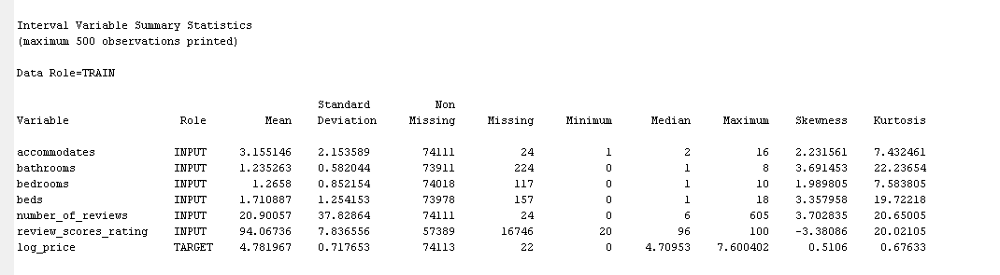 Interval Variable Summary Statistics
(maximum 500 observations printed)
Data Role=TRAIN
Standard Non
Variable Role Mean Deviation Missing Missing Minimum Median Maximum Skewness Kurtosis
accommodates INPUT 3.155146 2.153589 74111 24 1 2 16 2.231561 7.432461
bathrooms INPUT 1.235263 0.582044 73911 224 0 1 8 3.691453 22.23654
bedrooms INPUT 1.2658 0.852154 74018 117 0 1 10 1.989805 7.583805
beds INPUT 1.710887 1.254153 73978 157 0 1 18 3.357958 19.72218
number_of_reviews INPUT 20.90057 37.82864 74111 24 0 6 605 3.702835 20.65005
review_scores_rating INPUT 94.06736 7.836556 57389 16746 20 96 100 -3.38086 20.02105
log_price TARGET 4.781967 0.717653 74113 22 0 4.70953 7.600402 0.5106 0.67633